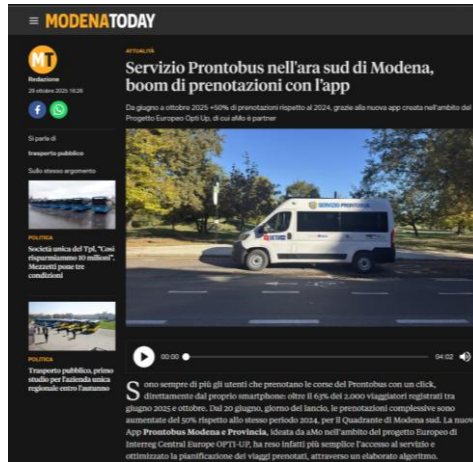 MODENATODAY
MT
Redazione
28 ottobre 2025 16:26
Si parla di
trasporto pubblico
Sullo stesso argomento
POLITICA
Società unica del Tpl, "Così
risparmiamo 10 milioni".
Mezzetti pone tre
condizioni
POLITICA
Trasporto pubblico, primo
studio per l'azienda unica
regionale entro l'autunno
ATTUALITÀ
Servizio Prontobus nell'ara sud di Modena,
boom di prenotazioni con l'app
Da giugno a ottobre 2025 +50% di prenotazioni rispetto al 2024, grazie alla nuova app creata nell'ambito del
Progetto Europeo Opti Up, di cui aMo è partner
SERVIZIO PRONTOBUS
00:00
04:02
Sono sempre di più gli utenti che prenotano le corse del Prontobus con un click,
direttamente dal proprio smartphone: oltre il 63% dei 2.000 viaggiatori registrati tra
giugno 2025 e ottobre. Dal 20 giugno, giorno del lancio, le prenotazioni complessive sono
aumentate del 50% rispetto allo stesso periodo 2024, per il Quadrante di Modena sud. La nuova
App Prontobus Modena e Provincia, ideata da aMo nell'ambito del progetto Europeo di
Interreg Central Europe OPTI-UP, ha reso infatti più semplice l'accesso al servizio e
ottimizzato la pianificazione dei viaggi prenotati, attraverso un elaborato algoritmo.